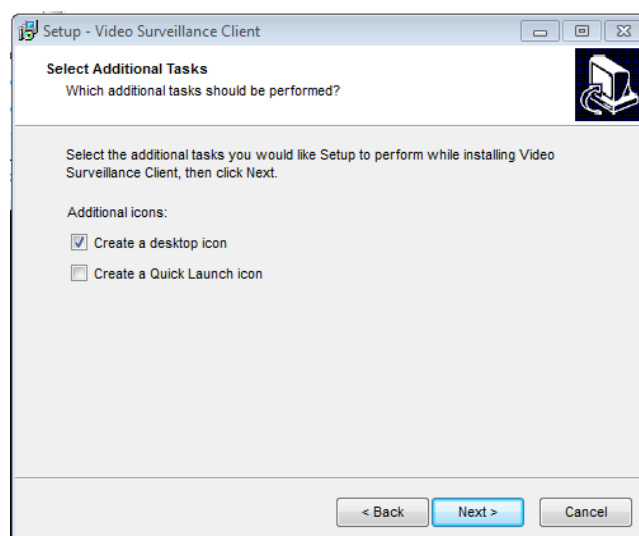 Setup - Video Surveillance Client
Select Additional Tasks
Which additional tasks should be performed?
Select the additional tasks you would like Setup to perform while installing Video
Surveillance Client, then click Next.
Additional icons:
Create a desktop icon
Create a Quick Launch icon
< Back
Next >
Cancel